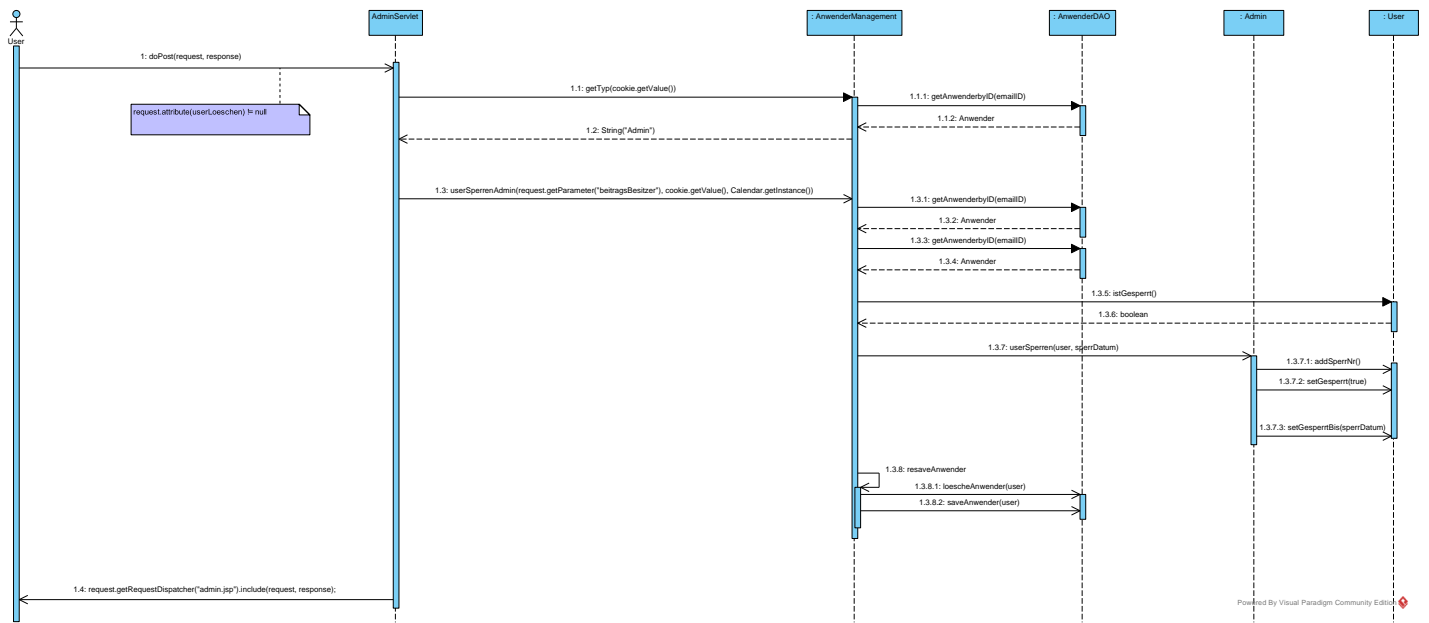 AdminServlet
: AnwenderManagement
: AnwenderDAO
: Admin
: User
User
1: doPost(request, response)
1.1: getTyp(cookie.getValue())
1.1.1: getAnwenderbyID(emailID)
request.attribute(userLoeschen) != null
1.1.2: Anwender
1.2: String("Admin")
1.3: userSperrenAdmin(request.getParameter("beitragsBesitzer"), cookie.getValue(), Calendar.getInstance())
1.3.1: getAnwenderbyID(emailID)
1.3.2: Anwender
1.3.3: getAnwenderbyID(emailID)
1.3.4: Anwender
1.3.5: istGesperrt()
1.3.6: boolean
1.3.7: userSperren(user, sperrDatum)
1.3.7.1: addSperrNr()
1.3.7.2: setGesperrt(true)
1.3.7.3: setGesperrtBis(sperrDatum)
1.3.8: resaveAnwender
1.3.8.1: loescheAnwender(user)
1.3.8.2: saveAnwender(user)
1.4: request.getRequestDispatcher("admin.jsp").include(request, response);
Powered By Visual Paradigm Community Edition